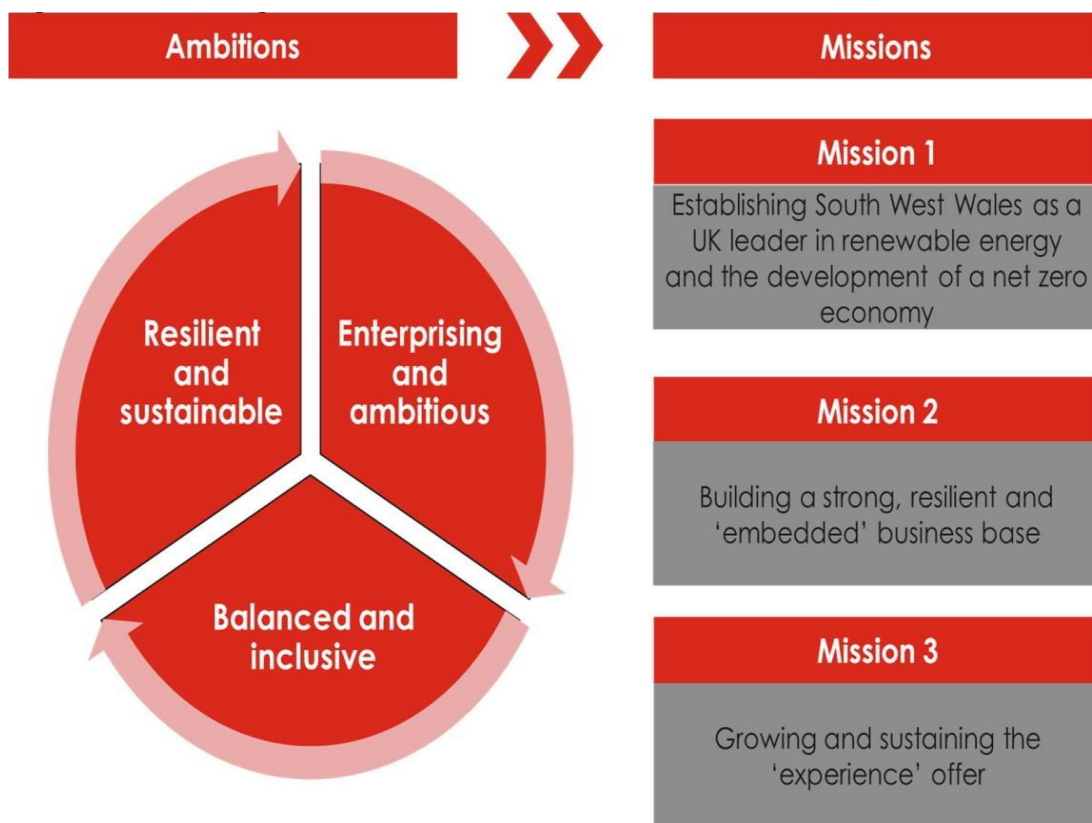 Ambitions
Missions
Resilient
and
sustainable
Enterprising
and
ambitious
Balanced and
inclusive
Mission 1
Establishing South West Wales as a
UK leader in renewable energy
and the development of a net zero
economy
Mission 2
Building a strong, resilient and
‘embedded’ business base
Mission 3
Growing and sustaining the
‘experience’ offer